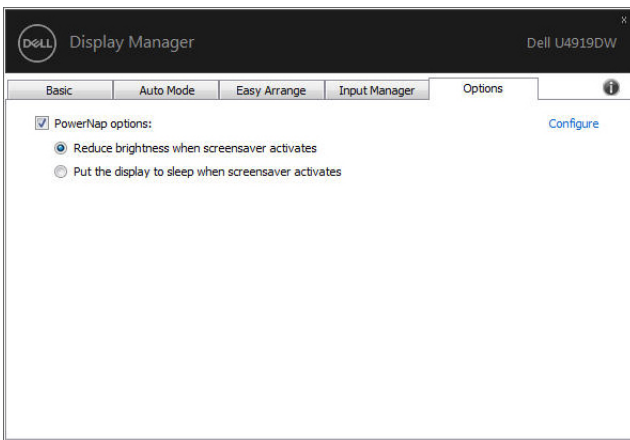 x
DELL Display Manager Dell U4919DW
Basic Auto Mode Easy Arrange Input Manager Options i
PowerNap options: Configure
Reduce brightness when screensaver activates
Put the display to sleep when screensaver activates